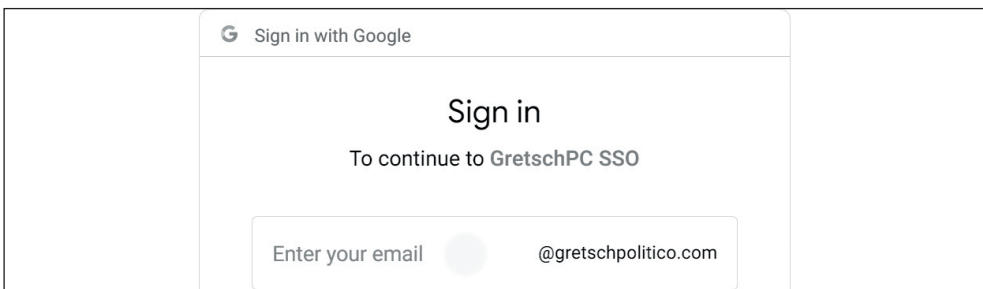 Sign in with Google
Sign in
To continue to GretschPC SSO
Enter your email @gretschpolitico.com